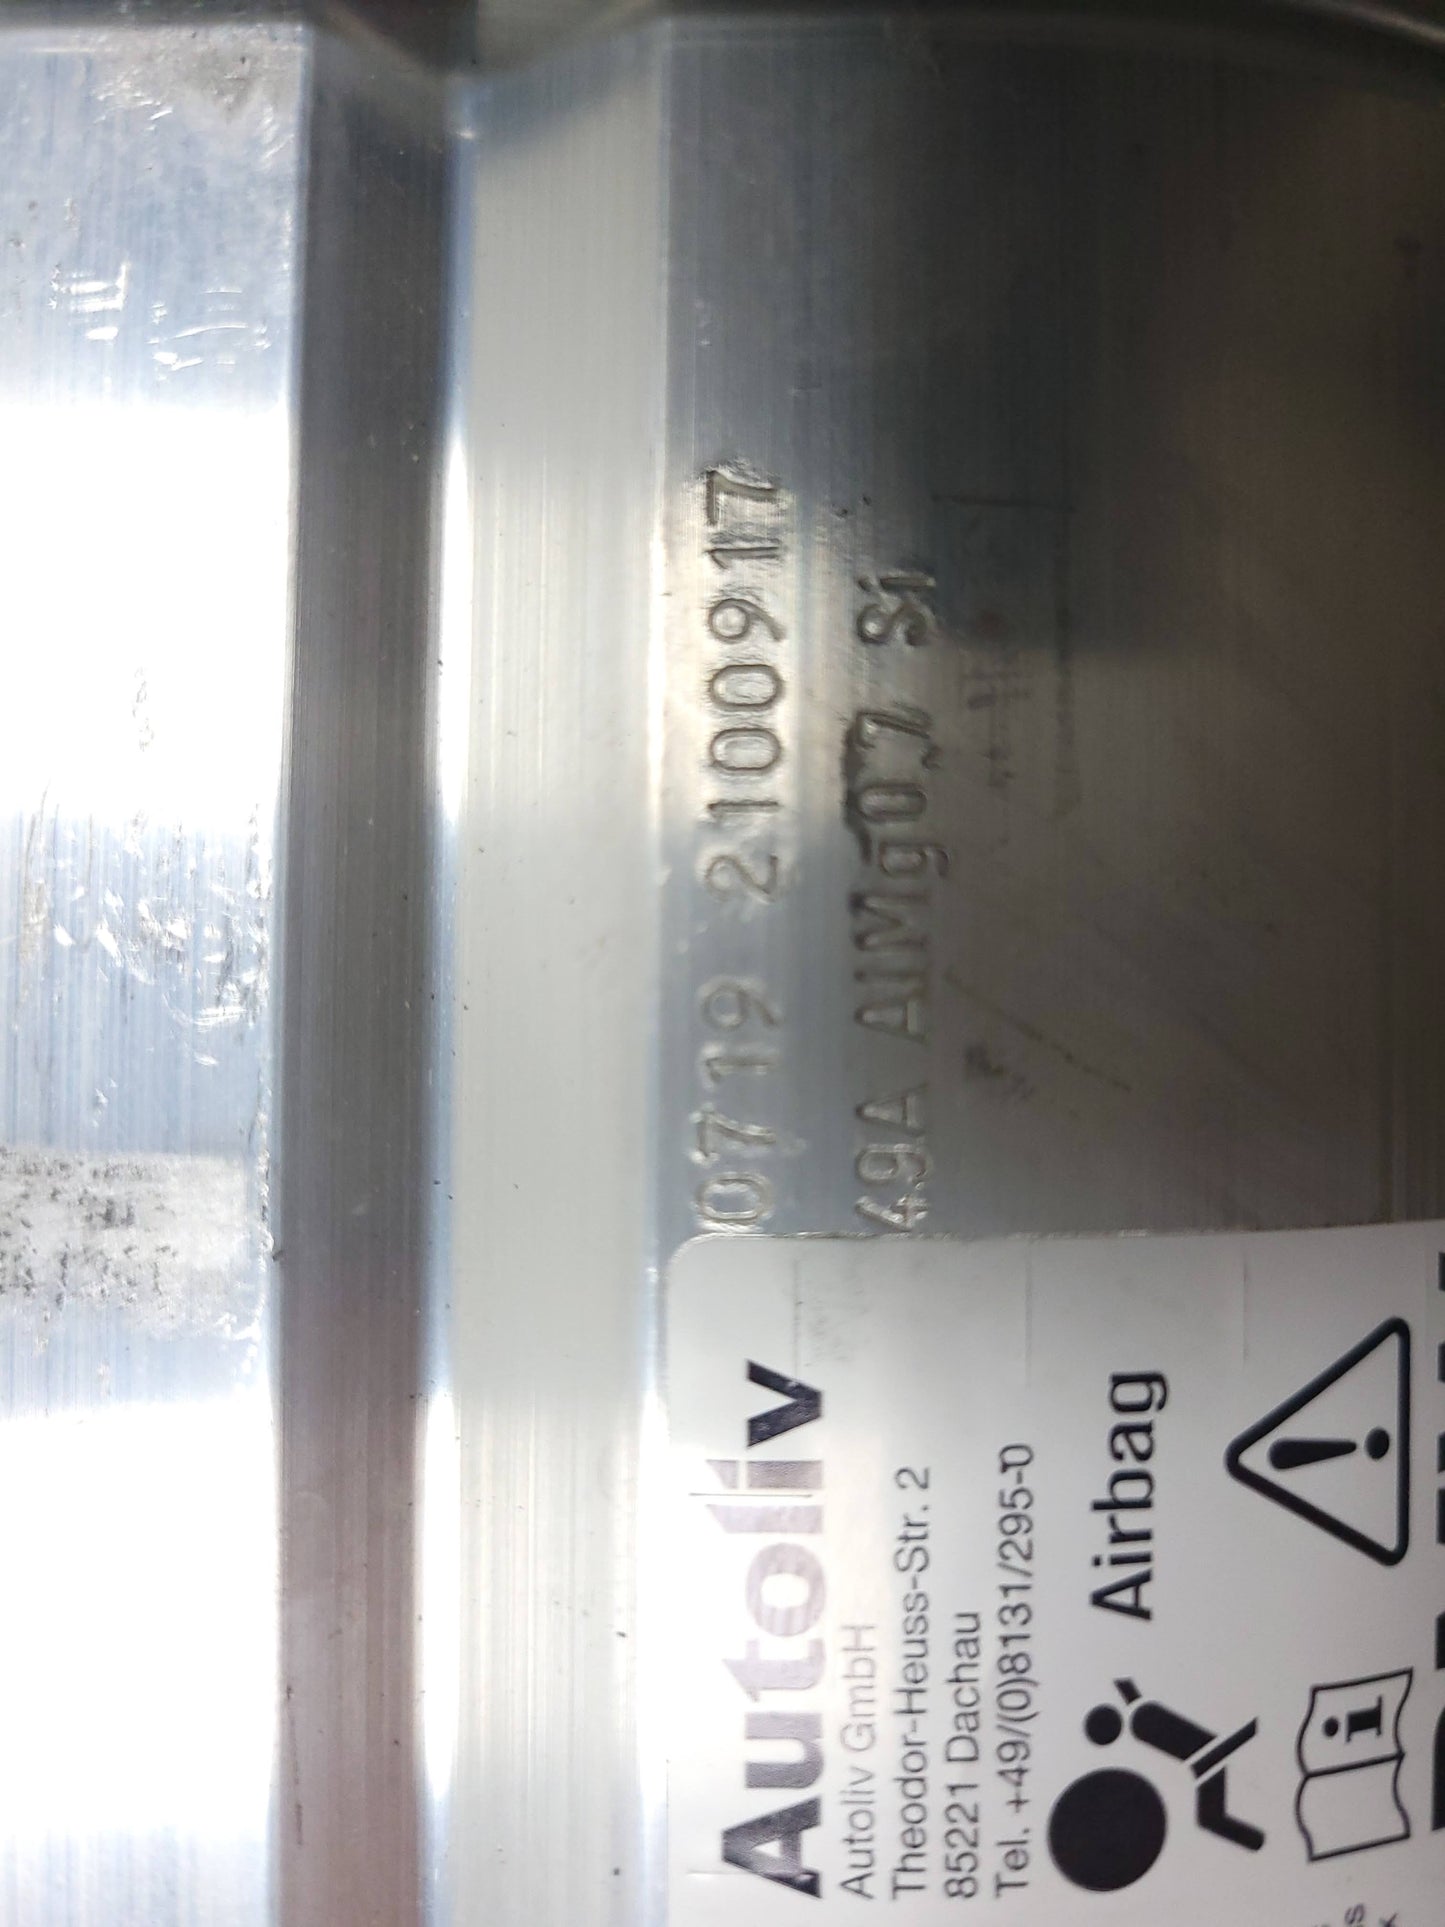 0719 2100917
49A AlMg0,7 Si
Autoliv
Autoliv GmbH
Theodor-Heuss-Str. 2
85221 Dachau
Tel. +49/(0)8131/295-0
Airbag